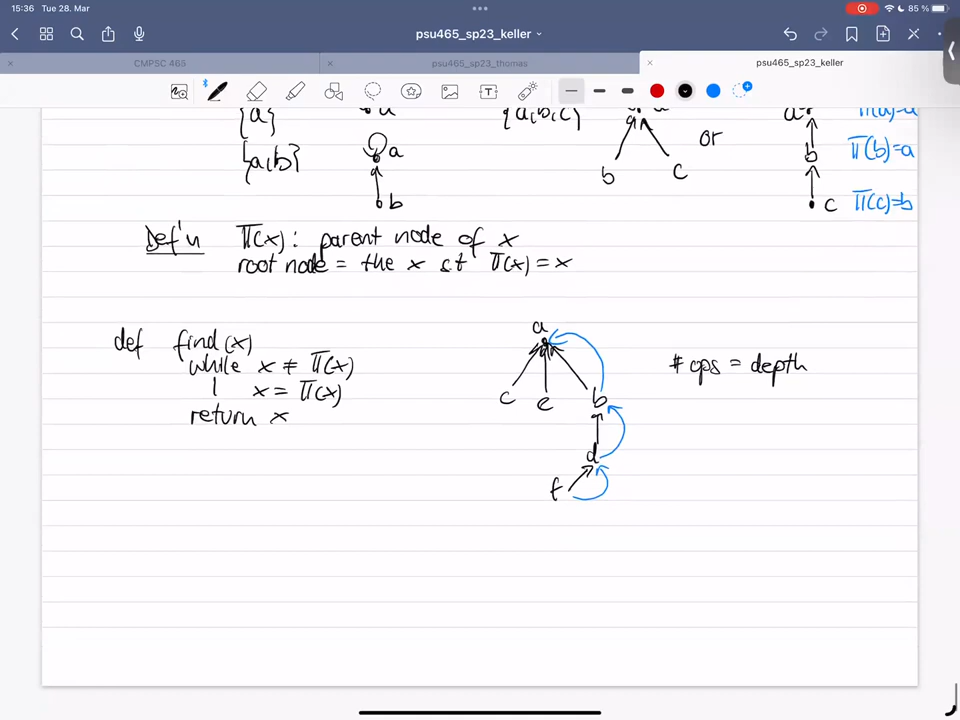 15:36 Tue 28. Mar
85 %
psu465_sp23_keller
CMPSC 465
psu465_sp23_thomas
psu465_sp23_keller
{a}
a
{a,b,c}
a
π(a)=a
{a,b}
a
or
b
π(b)=a
b
b
c
c
π(c)=b
Def'n π(x): parent node of x
root node = the x st π(x) = x
def find(x)
while x ≠ π(x)
x = π(x)
return x
a
c
e
b
d
f
# ops = depth